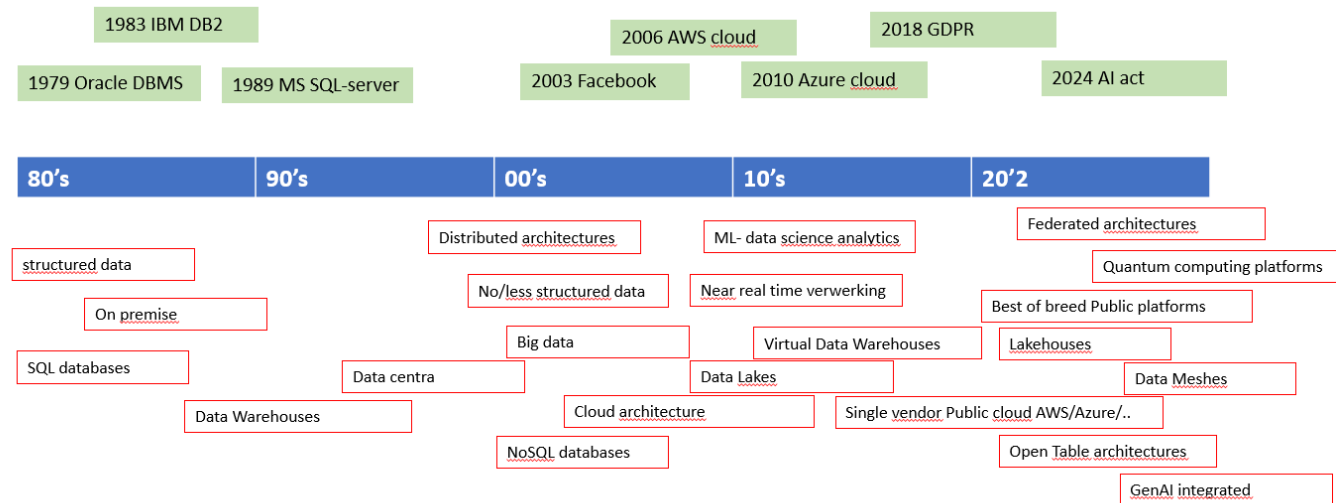 1983 IBM DB2
2006 AWS cloud
2018 GDPR
1979 Oracle DBMS
1989 MS SQL-server
2003 Facebook
2010 Azure cloud
2024 AI act
80's
90's
00's
10's
20'2
Distributed architectures
ML- data science analytics
Federated architectures
structured data
Quantum computing platforms
No/less structured data
Near real time verwerking
On premise
Best of breed Public platforms
Big data
Virtual Data Warehouses
Lakehouses
SQL databases
Data centra
Data Lakes
Data Meshes
Data Warehouses
Cloud architecture
Single vendor Public cloud AWS/Azure/..
NoSQL databases
Open Table architectures
GenAI integrated